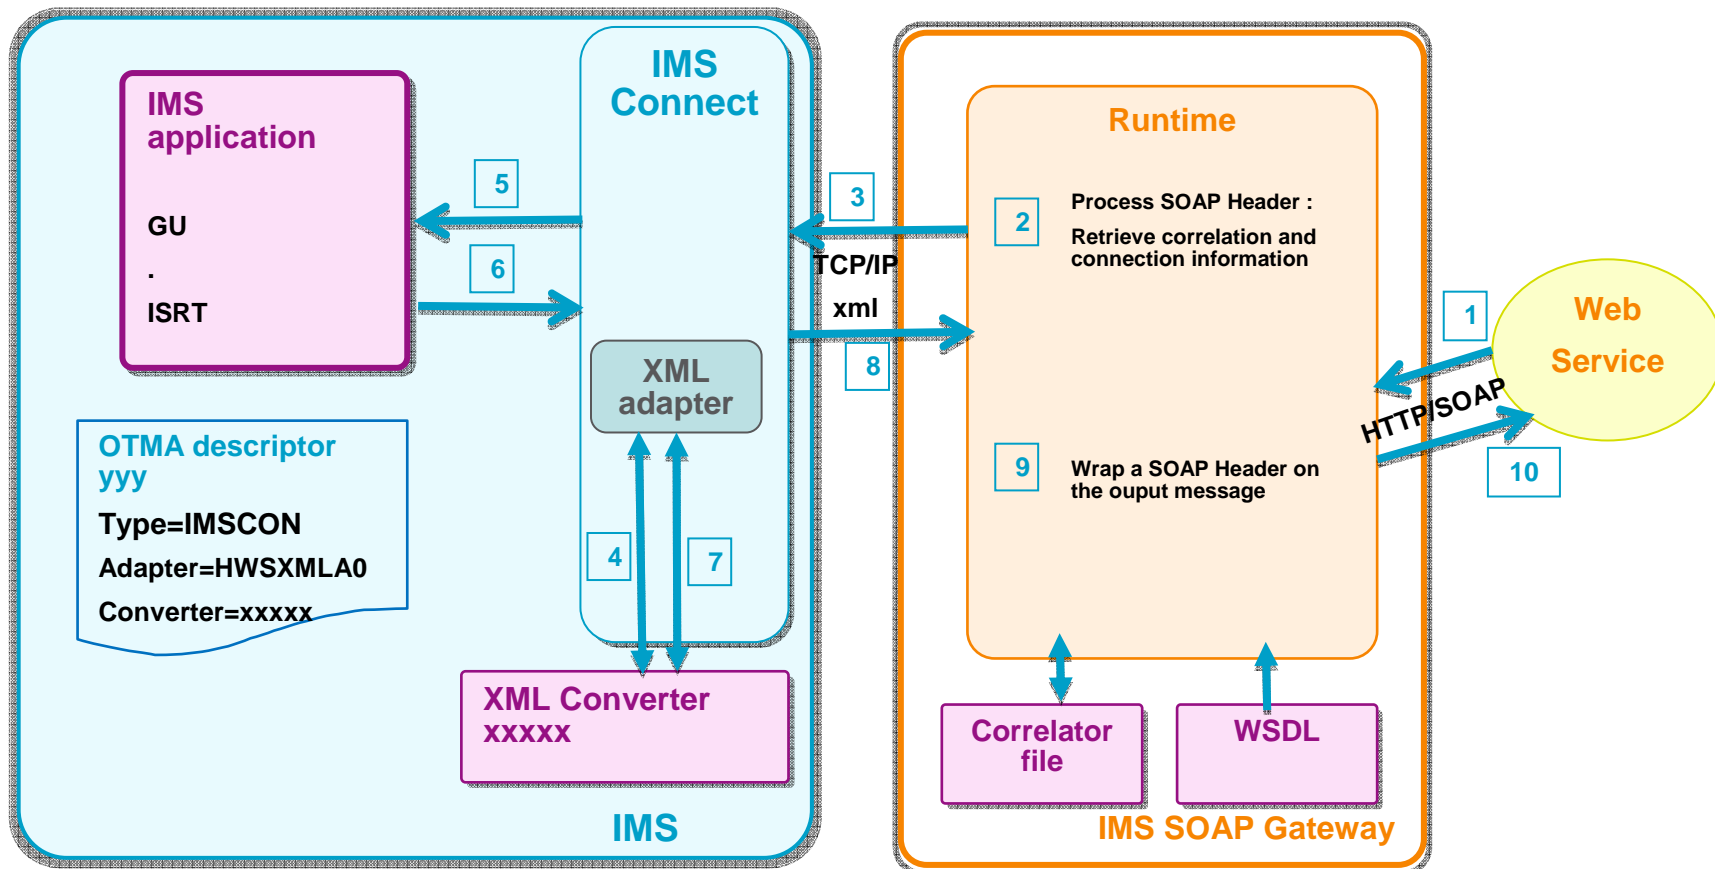 IMS
Connect
IMS
application
GU
.
ISRT
5
6
3
TCP/IP
xml
8
XML
adapter
4
7
OTMA descriptor
yyy
Type=IMSCON
Adapter=HWSXMLA0
Converter=xxxxx
XML Converter
xxxxx
IMS
Runtime
2
Process SOAP Header :
Retrieve correlation and
connection information
9
Wrap a SOAP Header on
the ouput message
1
HTTP/SOAP
10
Web
Service
Correlator
file
WSDL
IMS SOAP Gateway